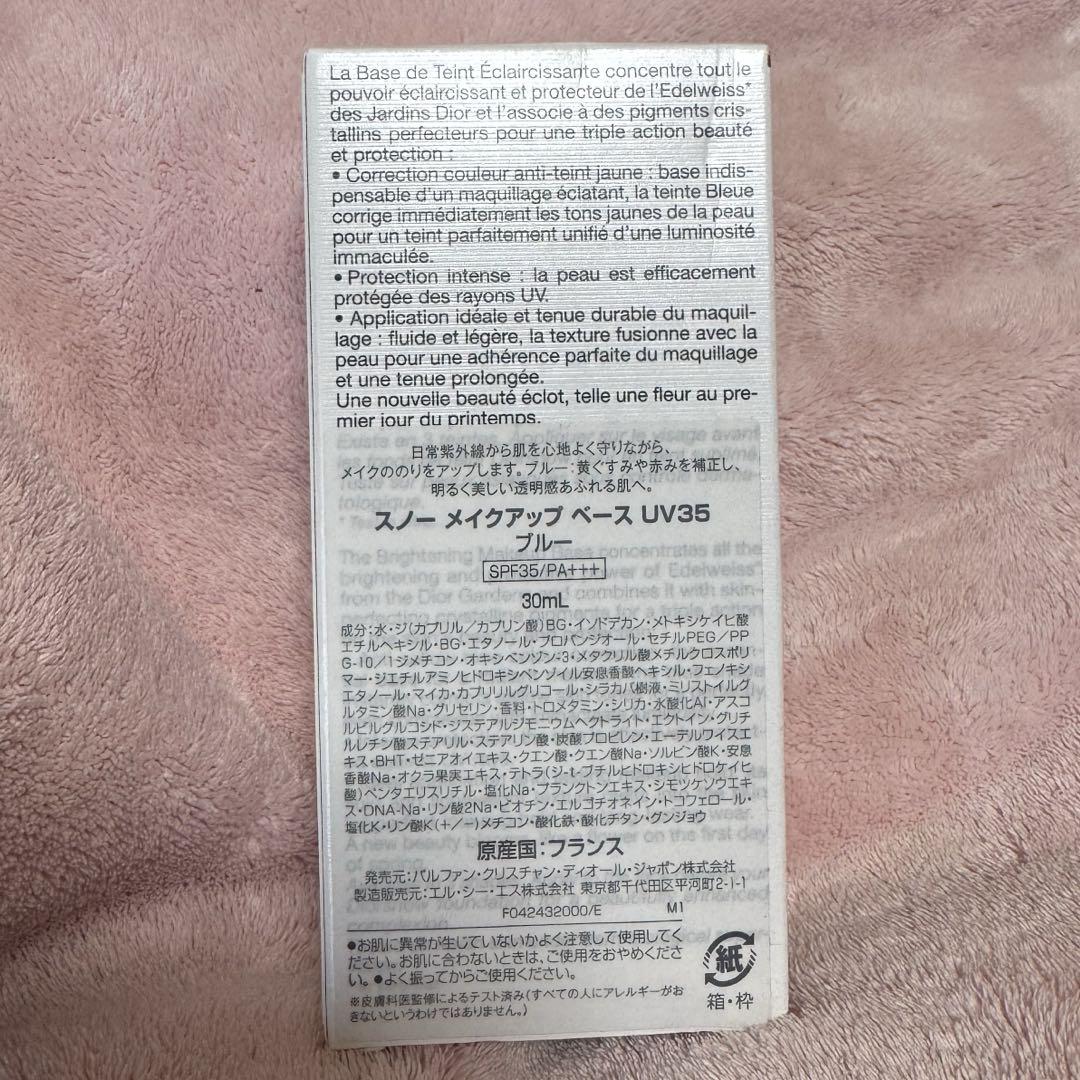 La Base de Teint Éclaircissante concentre tout le
pouvoir éclaircissant et protecteur de l'Edelweiss*
des Jardins Dior et l'associe à des pigments cris-
tallins perfecteurs pour une triple action beauté
et protection :
• Correction couleur anti-teint jaune : base indis-
pensable d'un maquillage éclatant, la teinte Bleue
corrige immédiatement les tons jaunes de la peau
pour un teint parfaitement unifié d'une luminosité
immaculée.
• Protection intense : la peau est efficacement
protégée des rayons UV.
• Application idéale et tenue durable du maquil-
lage : fluide et légère, la texture fusionne avec la
peau pour une adhérence parfaite du maquillage
et une tenue prolongée.
Une nouvelle beauté éclot, telle une fleur au pre-
mier jour du printemps.
日常紫外線から肌を心地よく守りながら、
メイクののりをアップします。ブルー：黄ぐすみや赤みを補正し、
明るく美しい透明感あふれる肌へ。
スノー メイクアップ ベース UV35
ブルー
SPF35/PA+++
30mL
成分：水・ジ(カプリル/カプリン酸)BG・イソドデカン・メトキシケイヒ酸
エチルヘキシル・BG・エタノール・プロパンジオール・セチルPEG/PP
G-10/1ジメチコン・オキシベンゾン-3・メタクリル酸メチルクロスポリ
マー・ジエチルアミノヒドロキシベンゾイル安息香酸ヘキシル・フェノキシ
エタノール・マイカ・カプリリルグリコール・シラカバ樹液・ミリストイルグ
ルタミン酸Na・グリセリン・香料・トロメタミン・シリカ・水酸化Al・アスコ
ルビルグルコシド・ジステアルジモニウムヘクトライト・エクトイン・グリチ
ルレチン酸ステアリル・ステアリン酸・炭酸プロピレン・エーデルワイスエ
キス・BHT・ゼニアオイエキス・クエン酸・クエン酸Na・ソルビン酸K・安息
香酸Na・オクラ果実エキス・テトラ(ジ-t-ブチルヒドロキシヒドロケイヒ
酸)ペンタエリスリチル・塩化Na・プランクトンエキス・シモツケソウエキ
ス・DNA-Na・リン酸2Na・ビオチン・エルゴチオネイン・トコフェロール・
塩化K・リン酸K(+/−)メチコン・酸化鉄・酸化チタン・グンジョウ
原産国：フランス
発売元：パルファン・クリスチャン・ディオール・ジャポン株式会社
製造販売元：エル・シー・エス株式会社 東京都千代田区平河町2-1-1
F042432000/E M1
●お肌に異常が生じていないかよく注意して使用してく
ださい。お肌に合わないときは、ご使用をおやめくださ
い。●よく振ってからご使用ください。
※皮膚科医監修によるテスト済み(すべての人にアレルギーがお
きないというわけではありません。)
紙
箱・枠